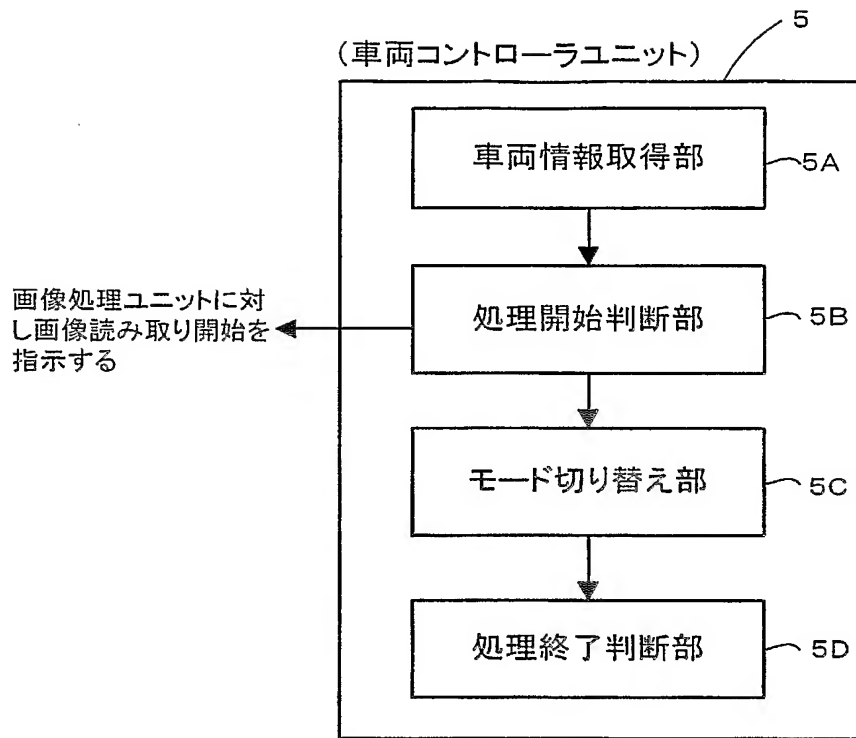 5
(車両コントローラユニット)
車両情報取得部
5A
画像処理ユニットに対
し画像読み取り開始を
指示する
処理開始判断部
5B
モード切り替え部
5C
処理終了判断部
5D